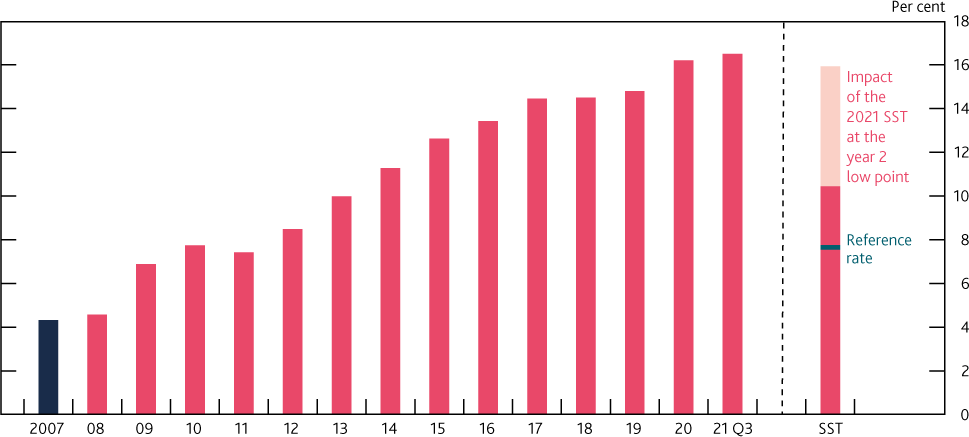 Per cent
18
16
14
12
10
8
6
4
2
0
Impact
of the
2021 SST
at the
year 2
low point
Reference
rate
2007 08 09 10 11 12 13 14 15 16 17 18 19 20 21 Q3 SST